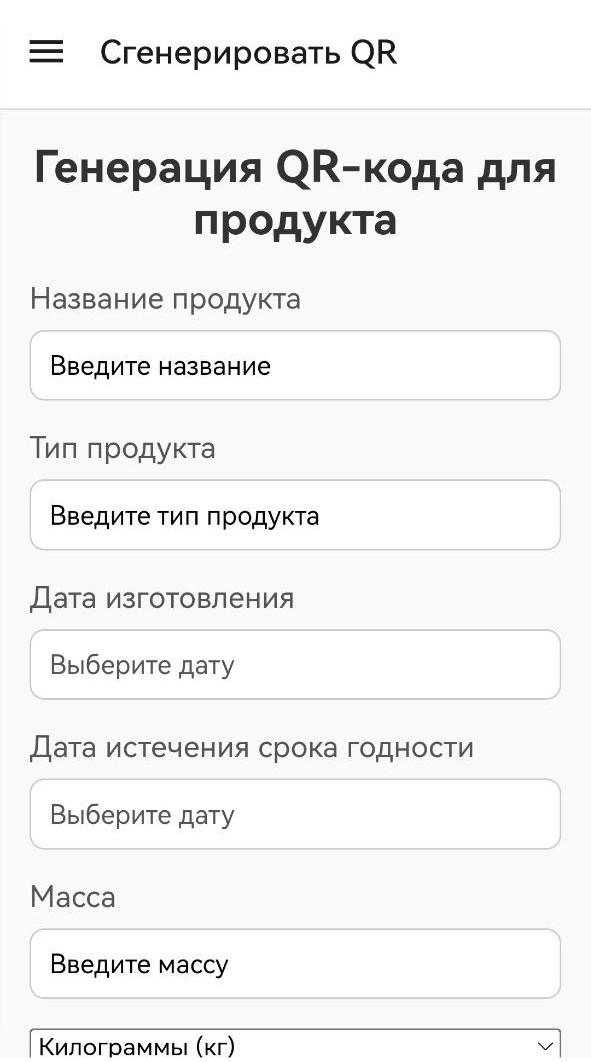 Сгенерировать QR
Генерация QR-кода для
продукта
Название продукта
Введите название
Тип продукта
Введите тип продукта
Дата изготовления
Выберите дату
Дата истечения срока годности
Выберите дату
Масса
Введите массу
Килограммы (кг)